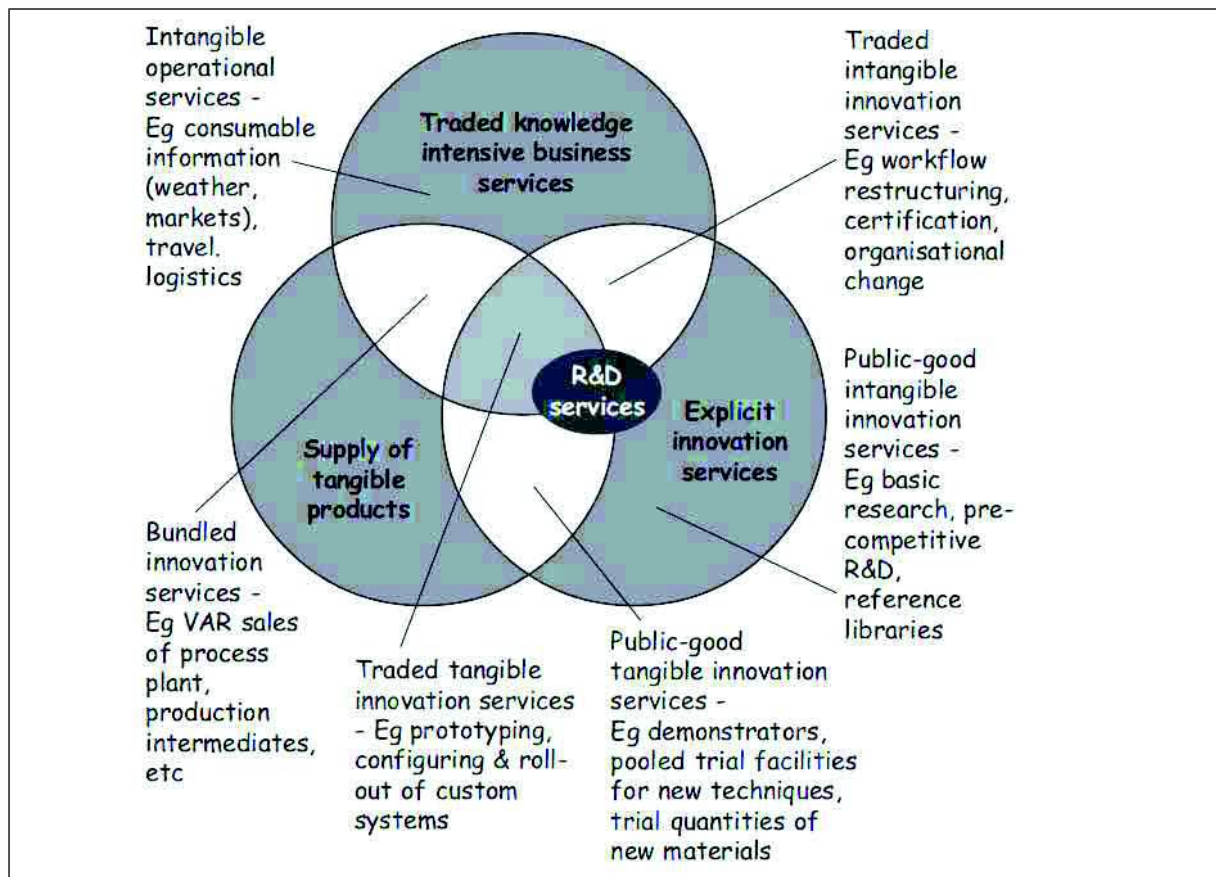 Intangible
operational
services -
Eg consumable
information
(weather,
markets),
travel.
logistics
Traded knowledge
intensive business
services
Traded
intangible
innovation
services -
Eg workflow
restructuring,
certification,
organisational
change
R&D
services
Explicit
innovation
services
Supply of
tangible
products
Public-good
intangible
innovation
services -
Eg basic
research, pre-
competitive
R&D,
reference
libraries
Bundled
innovation
services -
Eg VAR sales
of process
plant,
production
intermediates,
etc
Traded tangible
innovation services
- Eg prototyping,
configuring & roll-
out of custom
systems
Public-good
tangible innovation
services -
Eg demonstrators,
pooled trial facilities
for new techniques,
trial quantities of
new materials